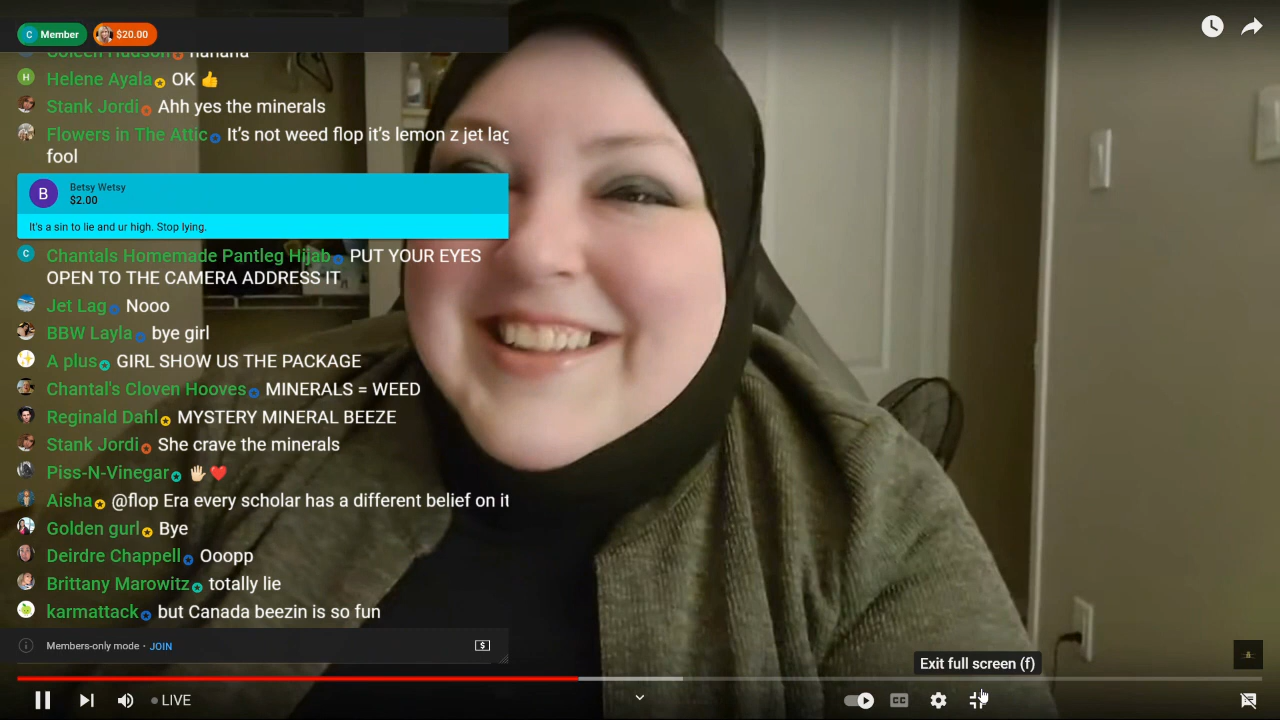 C Member $20.00
Coleen Hudson hahaha
H Helene Ayala OK 👍
Stank Jordi Ahh yes the minerals
Flowers in The Attic It's not weed flop it's lemon z jet lag
fool
Betsy Wetsy
B
$2.00
It's a sin to lie and ur high. Stop lying.
C Chantals Homemade Pantleg Hijab PUT YOUR EYES
OPEN TO THE CAMERA ADDRESS IT
Jet Lag Nooo
BBW Layla bye girl
A plus GIRL SHOW US THE PACKAGE
Chantal's Cloven Hooves MINERALS = WEED
Reginald Dahl MYSTERY MINERAL BEEZE
Stank Jordi She crave the minerals
Piss-N-Vinegar 🖐🏻❤️
Aisha @flop Era every scholar has a different belief on it
Golden gurl Bye
Deirdre Chappell Ooopp
Brittany Marowitz totally lie
karmattack but Canada beezin is so fun
Members-only mode · JOIN
Exit full screen (f)
LIVE